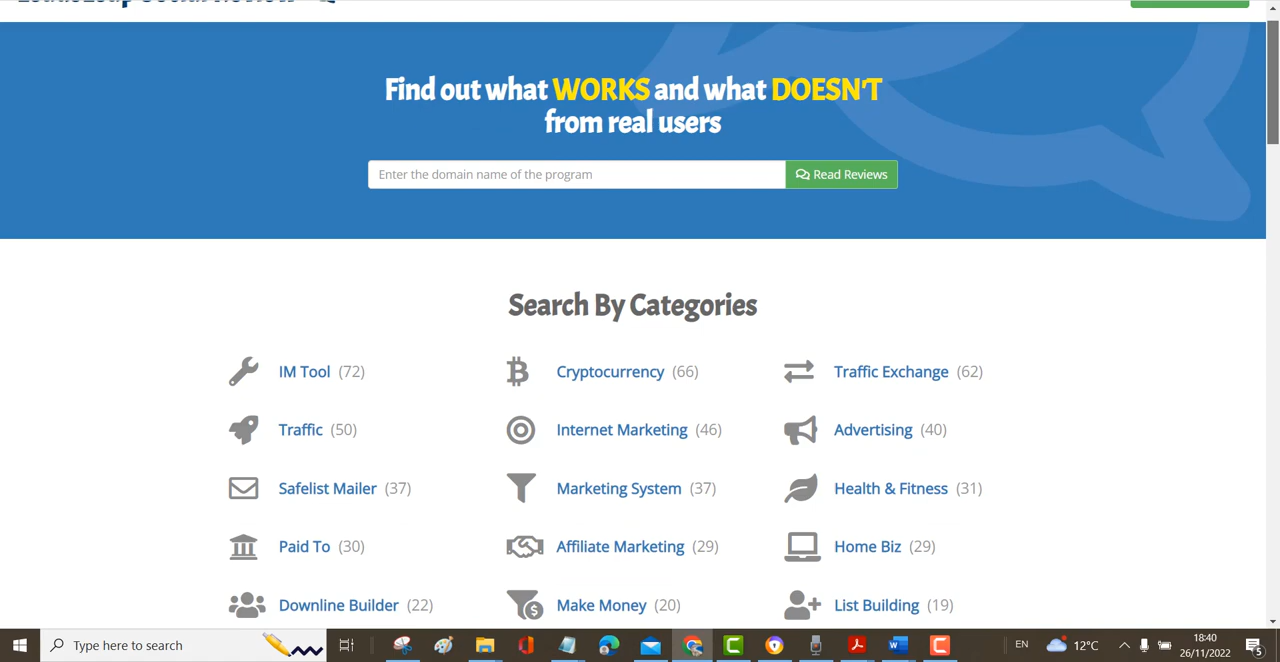 Find out what WORKS and what DOESN'T
from real users
Enter the domain name of the program
Read Reviews
Search By Categories
IM Tool (72)
Cryptocurrency (66)
Traffic Exchange (62)
Traffic (50)
Internet Marketing (46)
Advertising (40)
Safelist Mailer (37)
Marketing System (37)
Health & Fitness (31)
Paid To (30)
Affiliate Marketing (29)
Home Biz (29)
Downline Builder (22)
Make Money (20)
List Building (19)
Type here to search
EN
12°C
18:40
26/11/2022
5